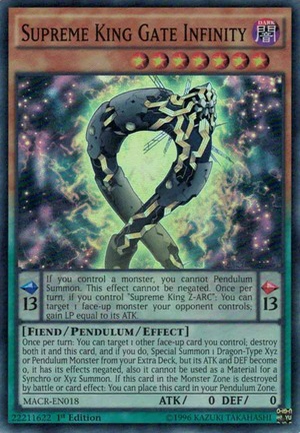 SUPREME KING GATE INFINITY
DARK
闇
If you control a monster, you cannot Pendulum
Summon. This effect cannot be negated. Once per
turn, if you control "Supreme King Z-ARC": You can
target 1 face-up monster your opponent controls;
gain LP equal to its ATK.
13
13
[FIEND/PENDULUM/EFFECT]
Once per turn: You can target 1 other face-up card you control; destroy
both it and this card, and if you do, Special Summon 1 Dragon-Type Xyz
or Pendulum Monster from your Extra Deck, but its ATK and DEF become
0, it has its effects negated, also it cannot be used as a Material for a
Synchro or Xyz Summon. If this card in the Monster Zone is destroyed
by battle or card effect: You can place this card in your Pendulum Zone.
MACR-EN018 ATK/ 0 DEF/ 0
22211622 1st Edition ©1996 KAZUKI TAKAHASHI